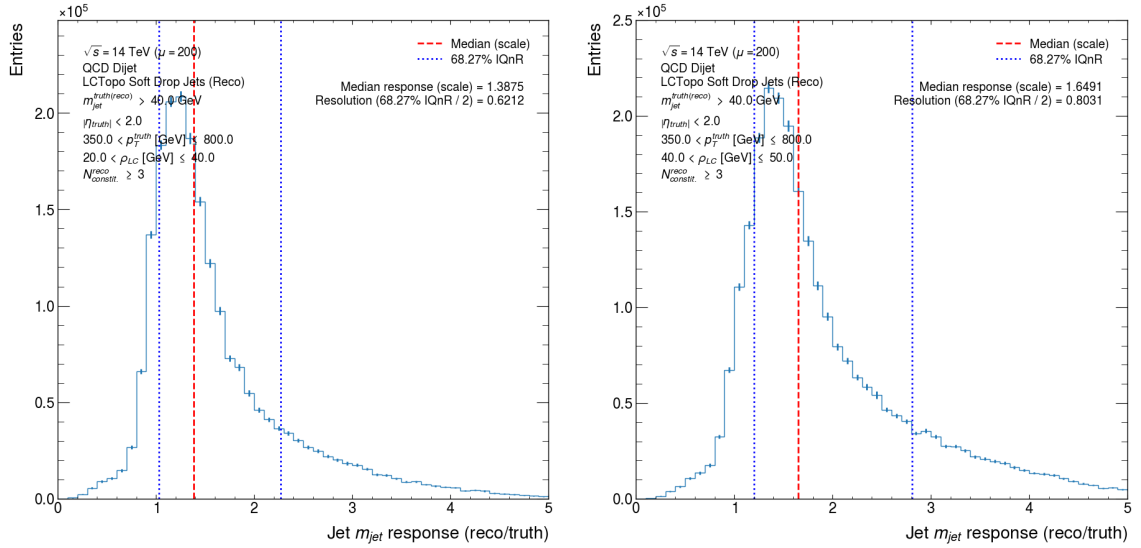 ×10⁵
Entries
√s = 14 TeV (μ = 200)
QCD Dijet
LCTopo Soft Drop Jets (Reco)
m_jet^truth(reco) > 40.0 GeV
|η_truth| < 2.0
350.0 < p_T^truth [GeV] ≤ 800.0
20.0 < ρ_LC [GeV] ≤ 40.0
N_constit.^reco ≥ 3
Median (scale)
68.27% IQnR
Median response (scale) = 1.3875
Resolution (68.27% IQnR / 2) = 0.6212
2.0
1.5
1.0
0.5
0.0
0 1 2 3 4 5
Jet m_jet response (reco/truth)
×10⁵
Entries
√s = 14 TeV (μ = 200)
QCD Dijet
LCTopo Soft Drop Jets (Reco)
m_jet^truth(reco) > 40.0 GeV
|η_truth| < 2.0
350.0 < p_T^truth [GeV] ≤ 800.0
40.0 < ρ_LC [GeV] ≤ 50.0
N_constit.^reco ≥ 3
Median (scale)
68.27% IQnR
Median response (scale) = 1.6491
Resolution (68.27% IQnR / 2) = 0.8031
2.5
2.0
1.5
1.0
0.5
0.0
0 1 2 3 4 5
Jet m_jet response (reco/truth)